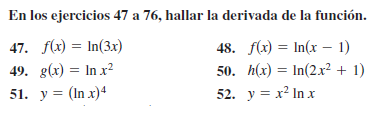 En los ejercicios 47 a 76, hallar la derivada de la función.
47. f(x) = ln(3x)
48. f(x) = ln(x − 1)
49. g(x) = ln x²
50. h(x) = ln(2x² + 1)
51. y = (ln x)⁴
52. y = x² ln x